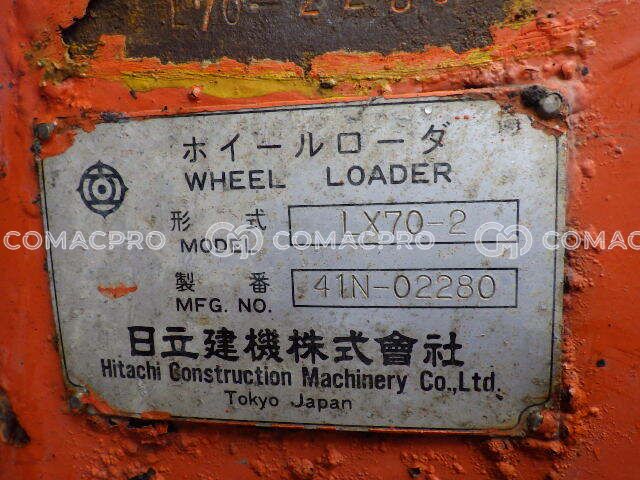 ホイールローダ
WHEEL LOADER
形 式 LX70-2
MODEL
COMACPRO COMACPRO COMACPRO
製 番 41N-02280
MFG. NO.
日立建機株式會社
Hitachi Construction Machinery Co.,Ltd.
Tokyo Japan